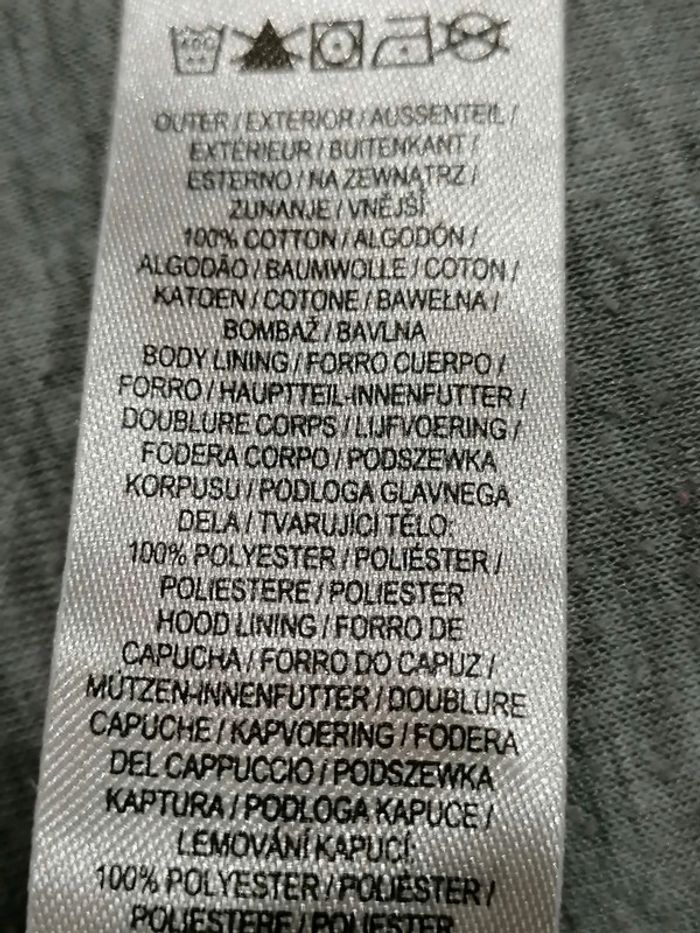 OUTER / EXTERIOR / AUSSENTEIL /
EXTÉRIEUR / BUITENKANT /
ESTERNO / NA ZEWNĄTRZ /
ZUNANJE / VNĚJŠÍ
100% COTTON / ALGODÓN /
ALGODÃO / BAUMWOLLE / COTON /
KATOEN / COTONE / BAWEŁNA /
BOMBAŽ / BAVLNA
BODY LINING / FORRO CUERPO /
FORRO / HAUPTTEIL-INNENFUTTER /
DOUBLURE CORPS / LIJFVOERING /
FODERA CORPO / PODSZEWKA
KORPUSU / PODLOGA GLAVNEGA
DELA / TVARUJÍCÍ TĚLO:
100% POLYESTER / POLIÉSTER /
POLIESTERE / POLIESTER
HOOD LINING / FORRO DE
CAPUCHA / FORRO DO CAPUZ /
MÜTZEN-INNENFUTTER / DOUBLURE
CAPUCHE / KAPVOERING / FODERA
DEL CAPPUCCIO / PODSZEWKA
KAPTURA / PODLOGA KAPUCE /
LEMOVÁNÍ KAPUCÍ:
100% POLYESTER / POLIÉSTER /
POLIESTERE / POLIESTER